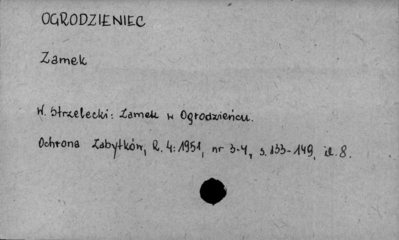 OGRODZIENIEC
Zamek
W. Strzelecki: Zamek w Ogrodzieńcu.
Ochrona Zabytków, R. 4: 1951, nr 3-4, s. 133-149, il. 8.